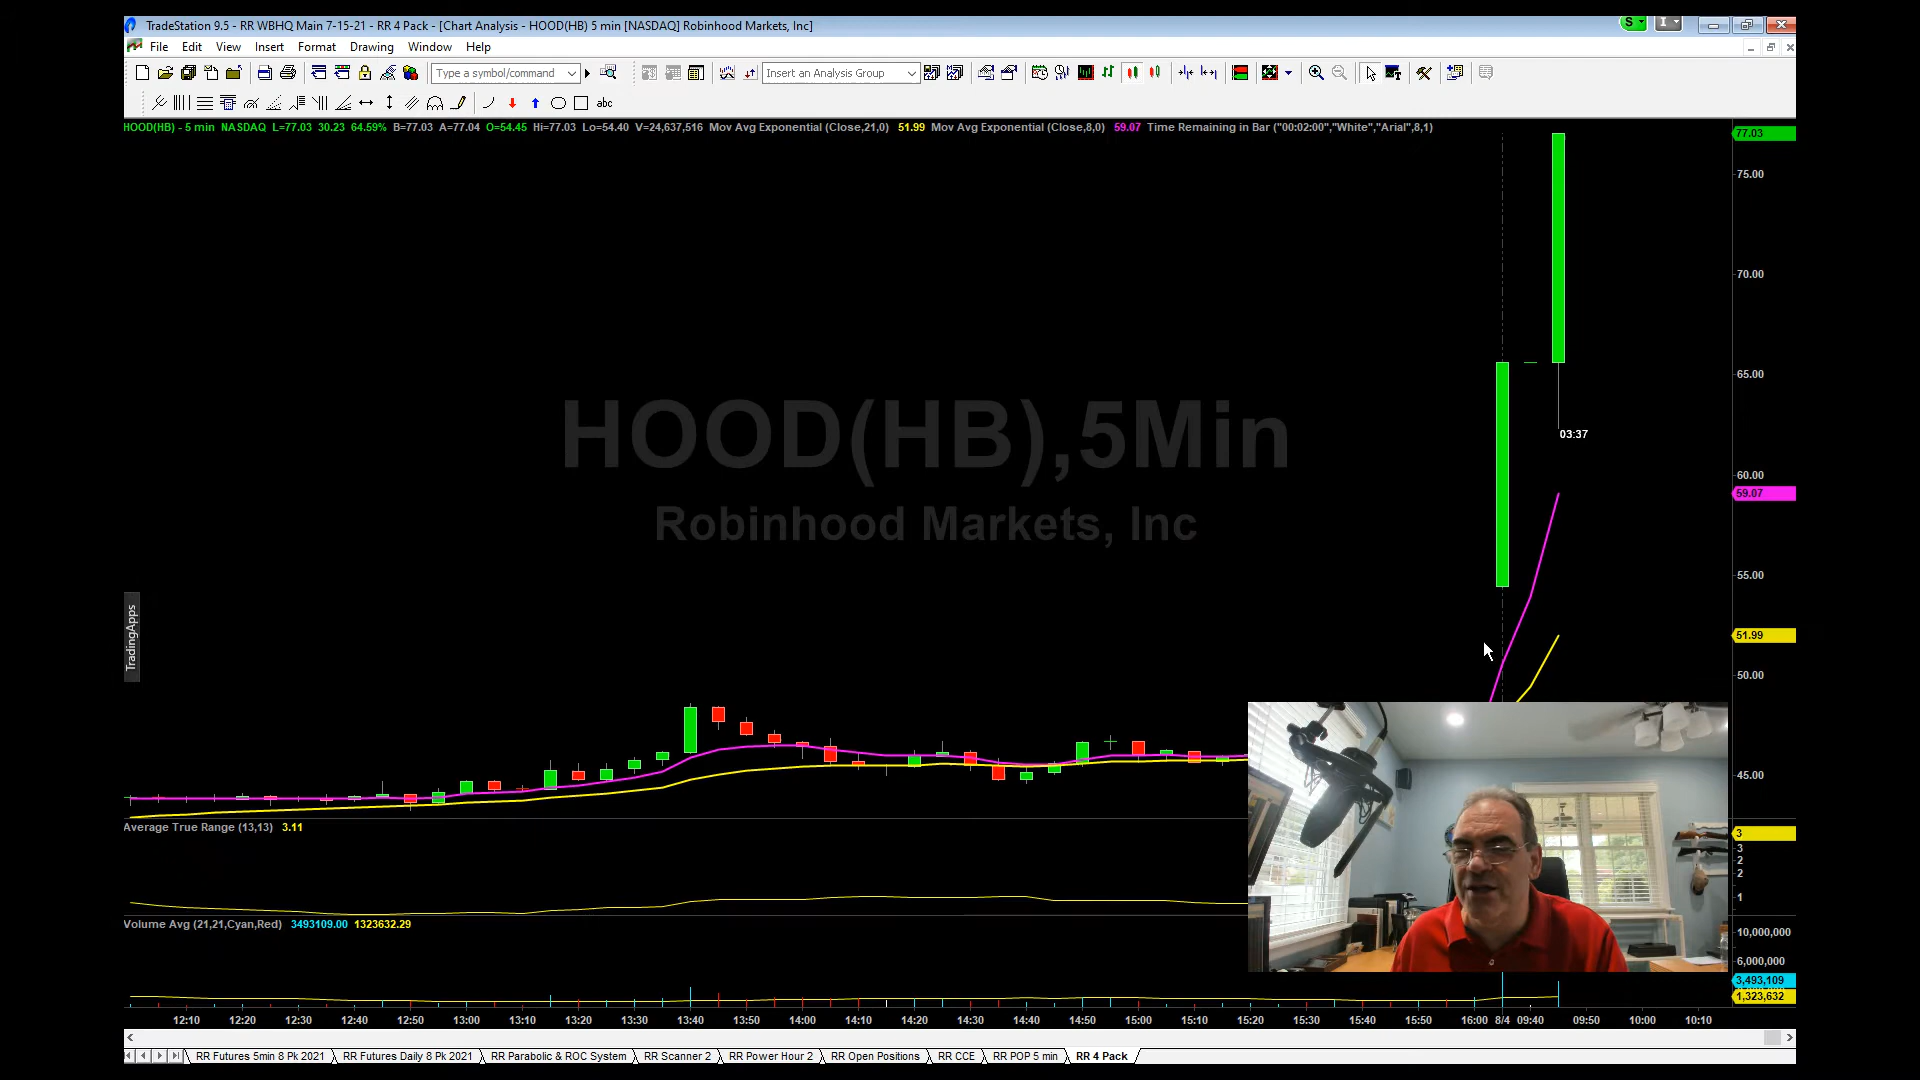 TradeStation 9.5 - RR WBHQ Main 7-15-21 - RR 4 Pack - [Chart Analysis - HOOD(HB) 5 min [NASDAQ] Robinhood Markets, Inc]
S
I
File Edit View Insert Format Drawing Window Help
Type a symbol/command
Insert an Analysis Group
abc
HOOD(HB) - 5 min NASDAQ L=77.03 30.23 64.59% B=77.03 A=77.04 O=54.45 Hi=77.03 Lo=54.40 V=24,637,516 Mov Avg Exponential (Close,21,0) 51.99 Mov Avg Exponential (Close,8,0) 59.07 Time Remaining in Bar ("00:02:00","White","Arial",8,1)
77.03
75.00
70.00
65.00
HOOD(HB),5Min
03:37
60.00
59.07
Robinhood Markets, Inc
55.00
TradingApps
51.99
50.00
45.00
Average True Range (13,13) 3.11
3
3
2
2
1
Volume Avg (21,21,Cyan,Red) 3493109.00 1323632.29
10,000,000
6,000,000
3,493,109
1,323,632
12:10 12:20 12:30 12:40 12:50 13:00 13:10 13:20 13:30 13:40 13:50 14:00 14:10 14:20 14:30 14:40 14:50 15:00 15:10 15:20 15:30 15:40 15:50 16:00 8/4 09:40 09:50 10:00 10:10
RR Futures 5min 8 Pk 2021 RR Futures Daily 8 Pk 2021 RR Parabolic & ROC System RR Scanner 2 RR Power Hour 2 RR Open Positions RR CCE RR POP 5 min RR 4 Pack